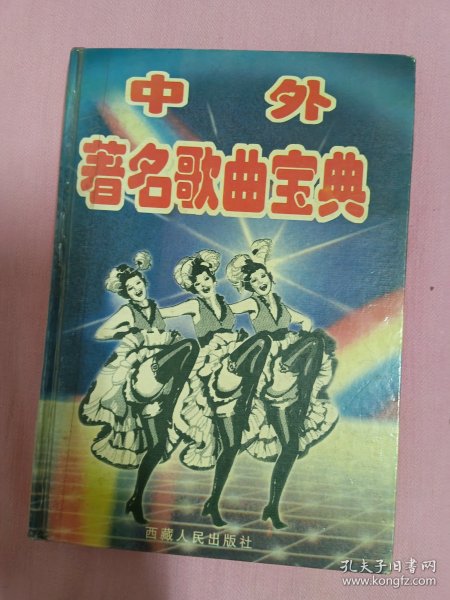 中 外
著名歌曲宝典
西藏人民出版社
孔夫子旧书网
www.kongfz.com